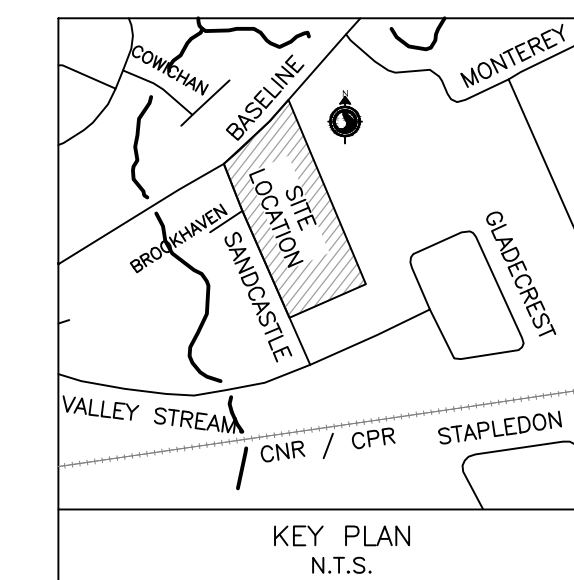 COWICHAN
BASELINE
MONTEREY
N
SITE
LOCATION
BROOKHAVEN
SANDCASTLE
GLADECREST
VALLEY STREAM
CNR / CPR
STAPLEDON
KEY PLAN
N.T.S.